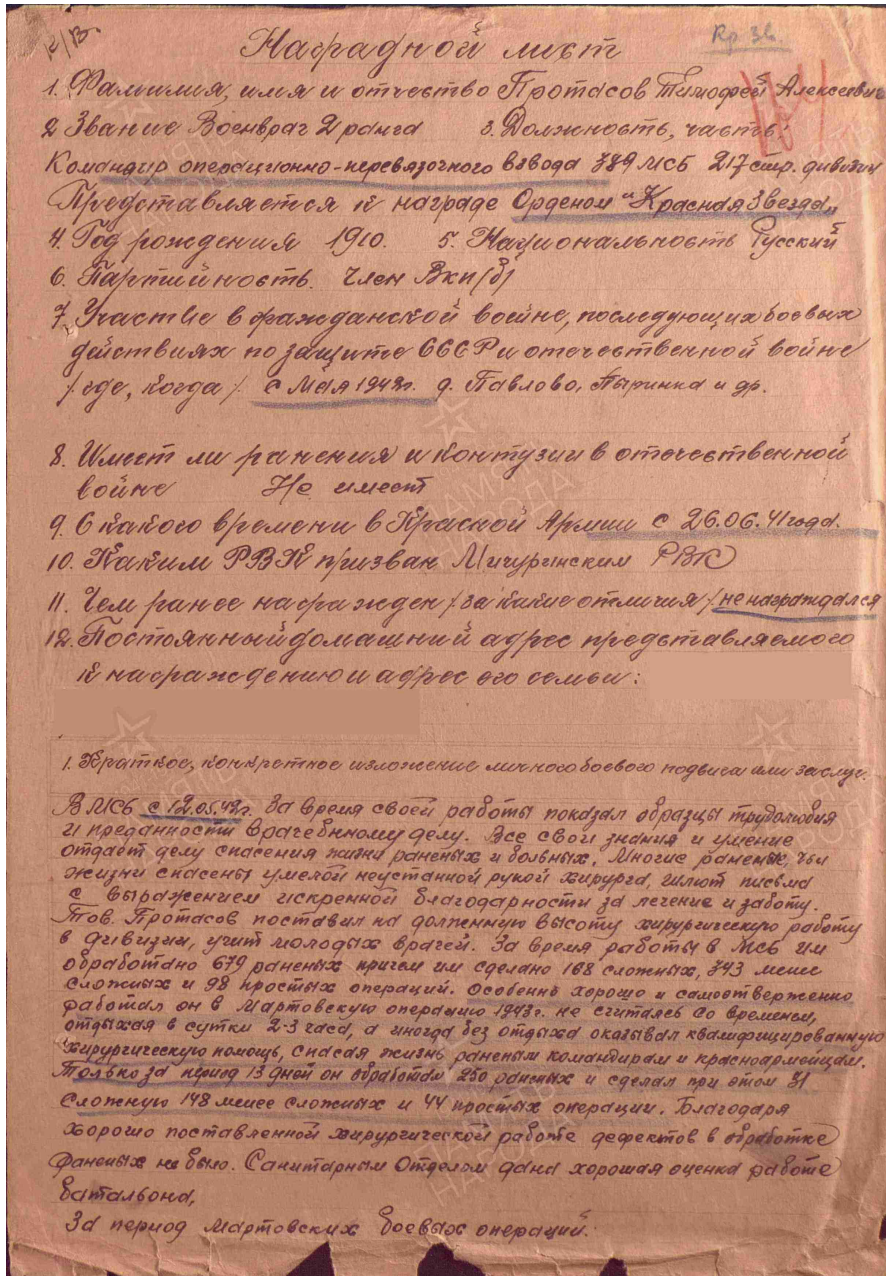 Наградной лист
1. Фамилия, имя и отчество Протасов Тимофей Алексеевич
2 Звание Военврач 2 ранга 3. Должность, часть:
Командир операционно-перевязочного взвода 389 МСБ 217 стр. дивизии
Представляется к награде Орденом "Красная Звезда"
4. Год рождения 1910. 5. Национальность Русский
6. Партийность. Член Вкп/б/
7. Участие в гражданской войне, последующих боевых
действиях по защите СССР и отечественной войне
/где, когда/. с Мая 1942г. д. Павлово, и др.
8. Имеет ли ранения и контузии в отечественной
войне Не имеет
9. С какого времени в Красной Армии с 26.06.41 года.
10. Каким РВК призван Мичуринским РВК
11. Чем ранее награжден /за какие отличия/ не награждался
12. Постоянный домашний адрес представляемого
к награждению и адрес его семьи:
1. Краткое, конкретное изложение личного боевого подвига или заслуг.
В МСБ с 12.05.42г. За время своей работы показал образцы трудолюбия
и преданности врачебному делу. Все свои знания и умение
отдает делу спасения жизни раненых и больных. Многие раненые, чьи
жизни спасены умелой неустанной рукой хирурга, шлют письма
с выражением искренной благодарности за лечение и заботу.
Тов. Протасов поставил на должную высоту хирургическую работу
в дивизии, учит молодых врачей. За время работы в МСБ им
обработано 679 раненых причем им сделано 168 сложных, 343 менее
сложных и 98 простых операций. Особенно хорошо и самоотверженно
работал он в Мартовскую операцию 1943г. не считаясь со временем,
отдыхая в сутки 2-3 часа, а иногда без отдыха оказывал квалифицированную
хирургическую помощь, спасая жизнь раненым командирам и красноармейцам.
Только за период 13 дней он обработал 250 раненых и сделал при этом 31
сложную 148 менее сложных и 44 простых операции. Благодаря
хорошо поставленной хирургической работе дефектов в обработке
раненых не было. Санитарным Отделом дана хорошая оценка работе
батальона,
За период Мартовских боевых операций.